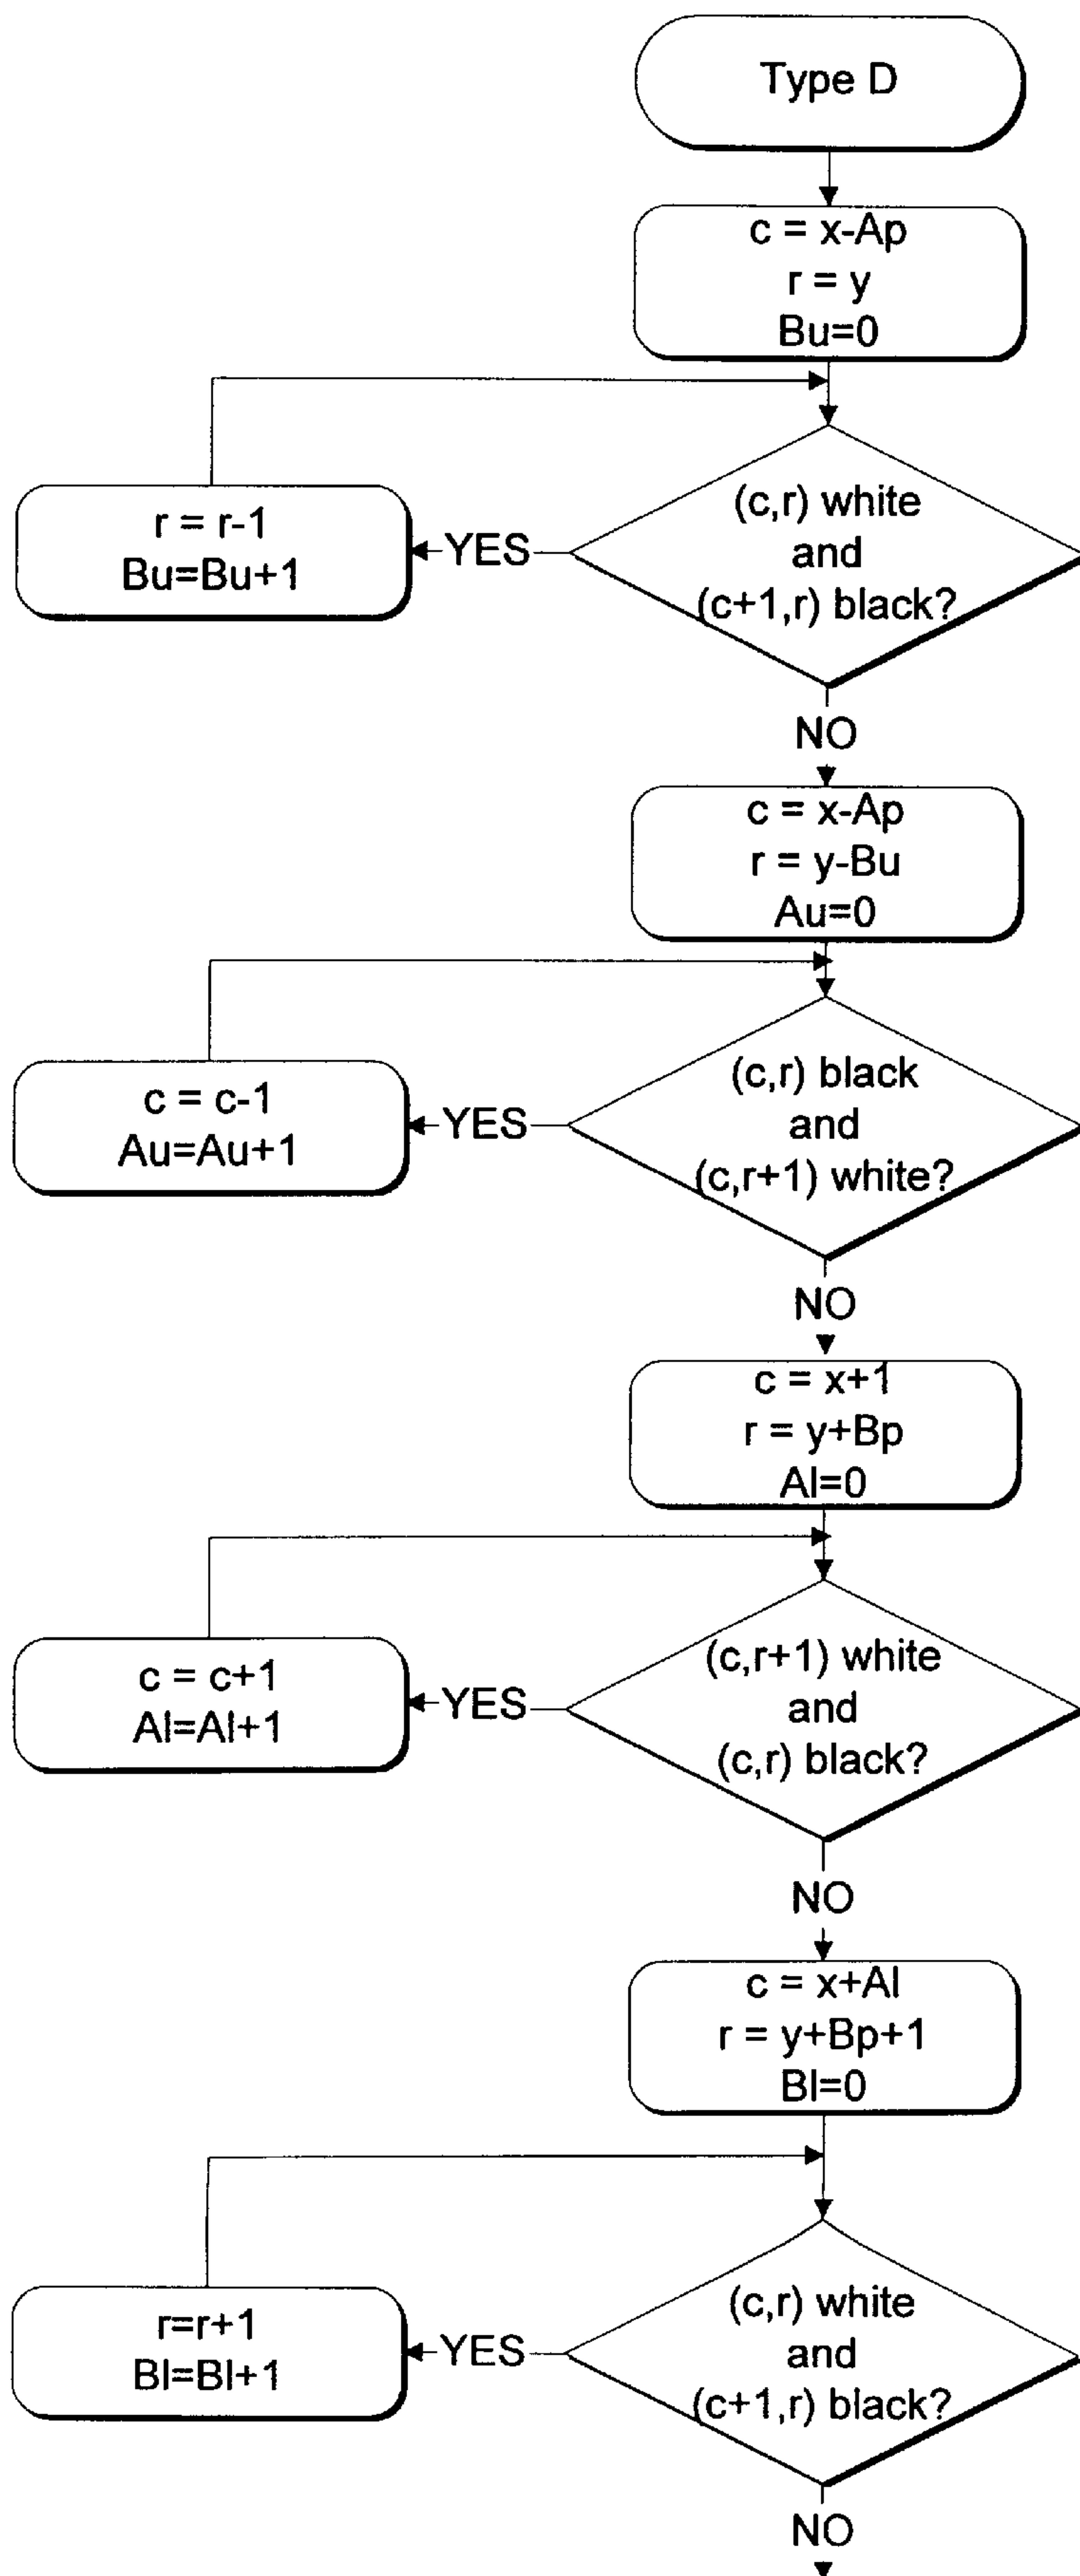 Type D
c = x-Ap
r = y
Bu=0
(c,r) white
and
(c+1,r) black?
YES
r = r-1
Bu=Bu+1
NO
c = x-Ap
r = y-Bu
Au=0
(c,r) black
and
(c,r+1) white?
YES
c = c-1
Au=Au+1
NO
c = x+1
r = y+Bp
Al=0
(c,r+1) white
and
(c,r) black?
YES
c = c+1
Al=Al+1
NO
c = x+Al
r = y+Bp+1
Bl=0
(c,r) white
and
(c+1,r) black?
YES
r=r+1
Bl=Bl+1
NO